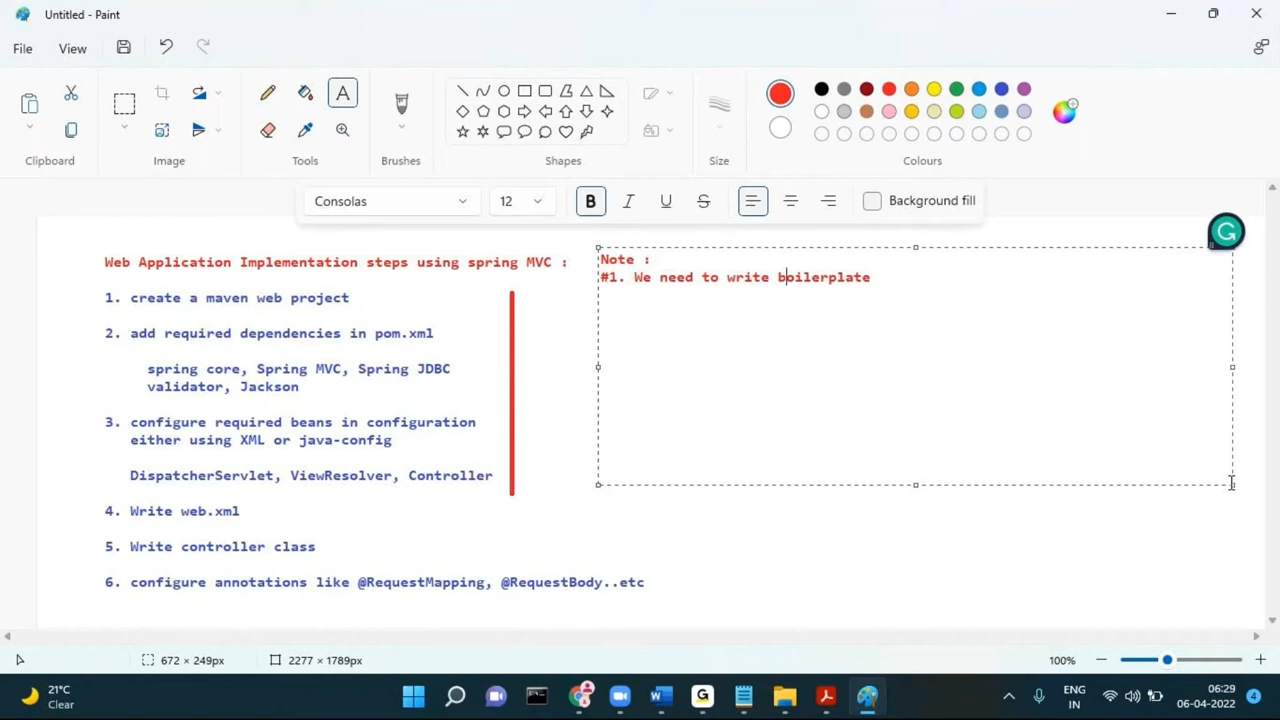 Untitled - Paint
File
View
Clipboard
Image
Tools
Brushes
Shapes
Size
Colours
Consolas
12
B
I
U
S
Background fill
Web Application Implementation steps using spring MVC :
1. create a maven web project
2. add required dependencies in pom.xml
spring core, Spring MVC, Spring JDBC
validator, Jackson
3. configure required beans in configuration
either using XML or java-config
DispatcherServlet, ViewResolver, Controller
4. Write web.xml
5. Write controller class
6. configure annotations like @RequestMapping, @RequestBody..etc
Note :
#1. We need to write boilerplate
672 × 249px
2277 × 1789px
100%
21°C
Clear
ENG
IN
06:29
06-04-2022
4